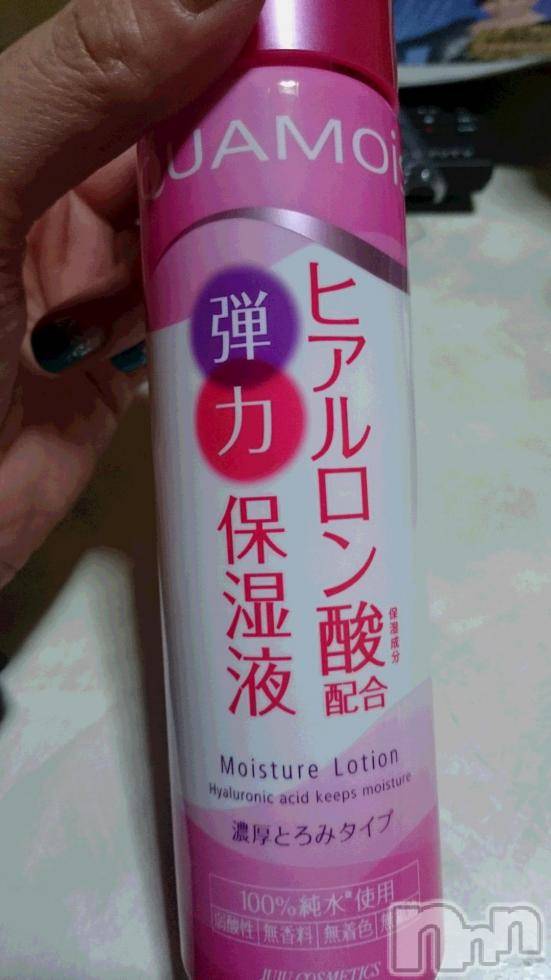 UAMois
ヒアルロン酸
保湿成分
配合
弾力
保湿液
Moisture Lotion
Hyaluronic acid keeps moisture
濃厚とろみタイプ
100%純水*使用
弱酸性 無香料 無着色
JUJU COSMETICS